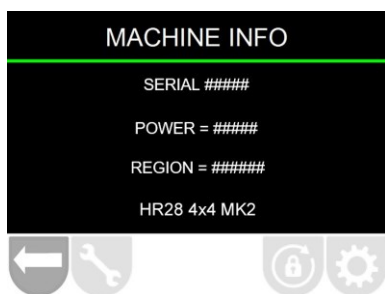 MACHINE INFO
SERIAL #####
POWER = #####
REGION = ######
HR28 4x4 MK2